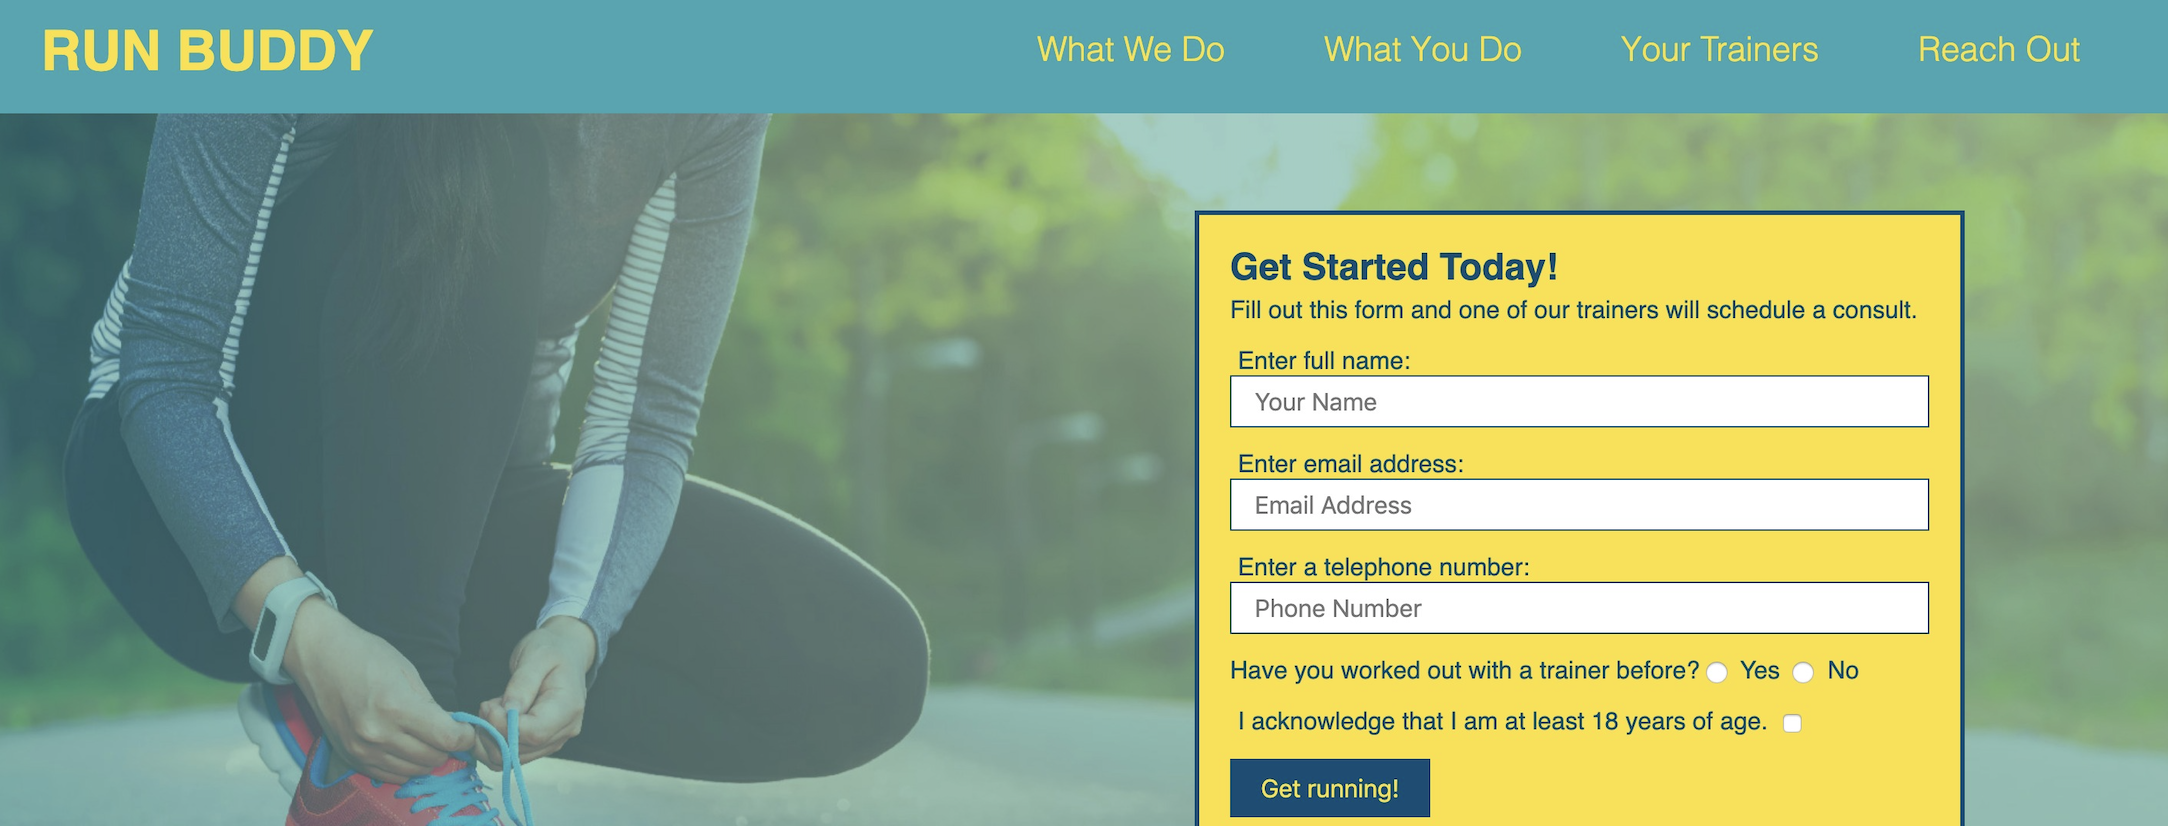 RUN BUDDY
What We Do What You Do Your Trainers Reach Out
Get Started Today!
Fill out this form and one of our trainers will schedule a consult.
Enter full name:
Your Name
Enter email address:
Email Address
Enter a telephone number:
Phone Number
Have you worked out with a trainer before? Yes No
I acknowledge that I am at least 18 years of age.
Get running!